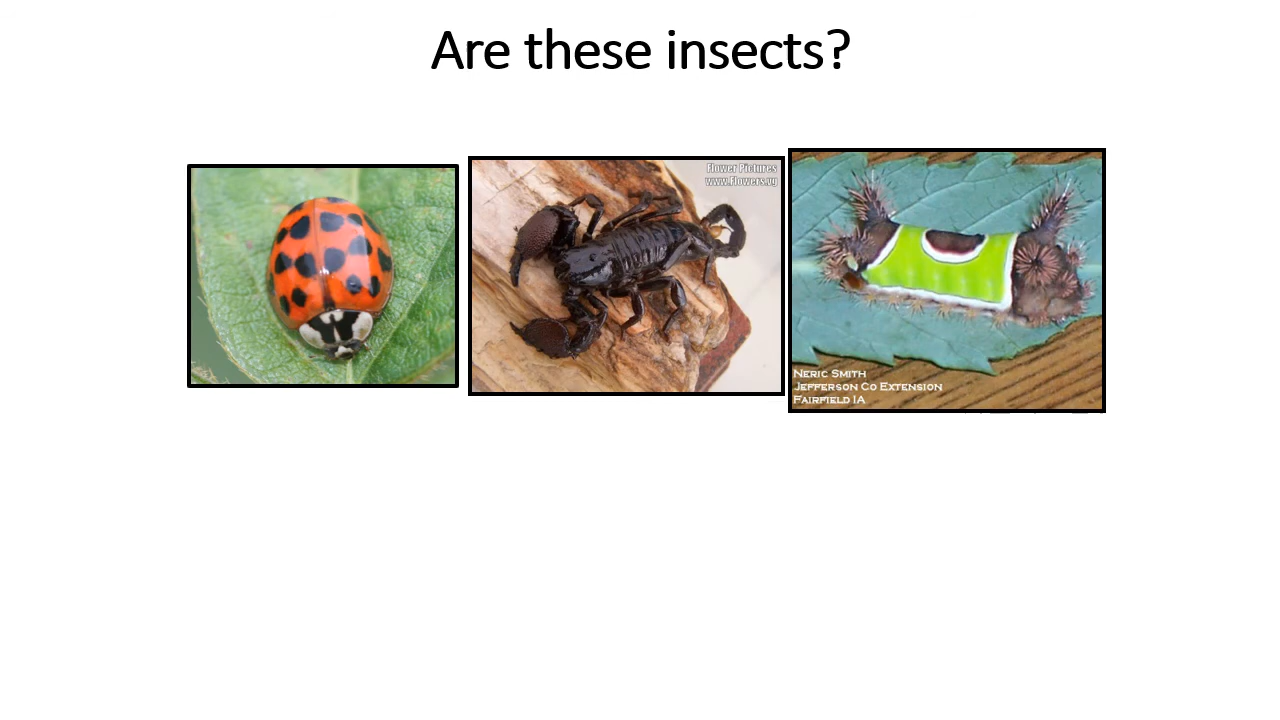 Are these insects?
Flower Pictures
www.Flowers.vg
Neric Smith
Jefferson Co Extension
Fairfield IA